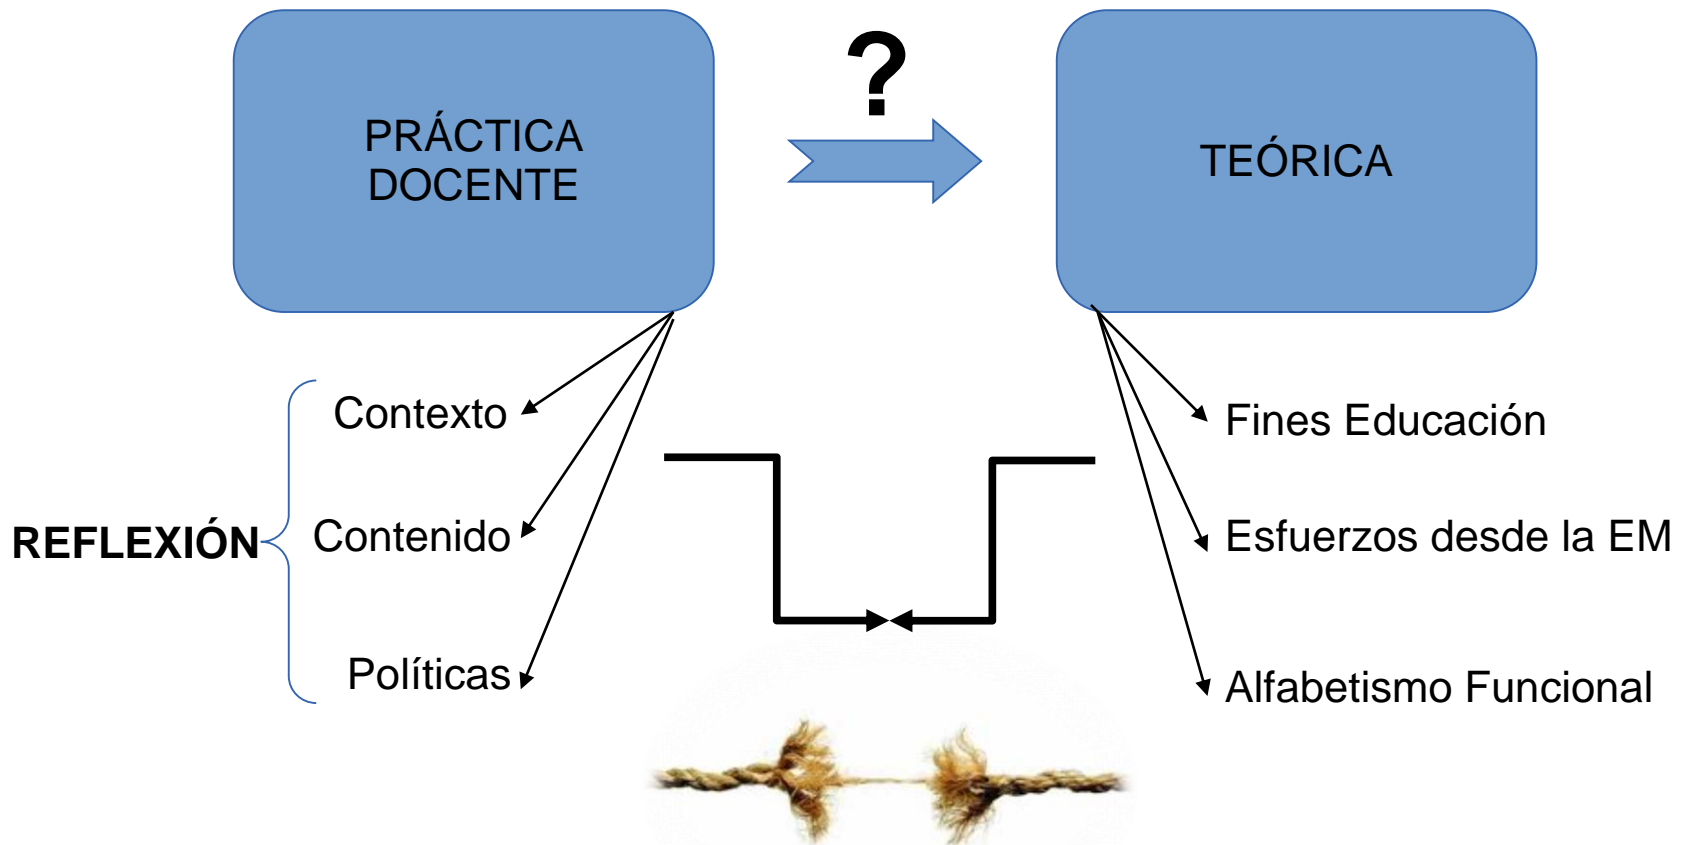 PRÁCTICA
DOCENTE
?
TEÓRICA
REFLEXIÓN
Contexto
Contenido
Políticas
Fines Educación
Esfuerzos desde la EM
Alfabetismo Funcional